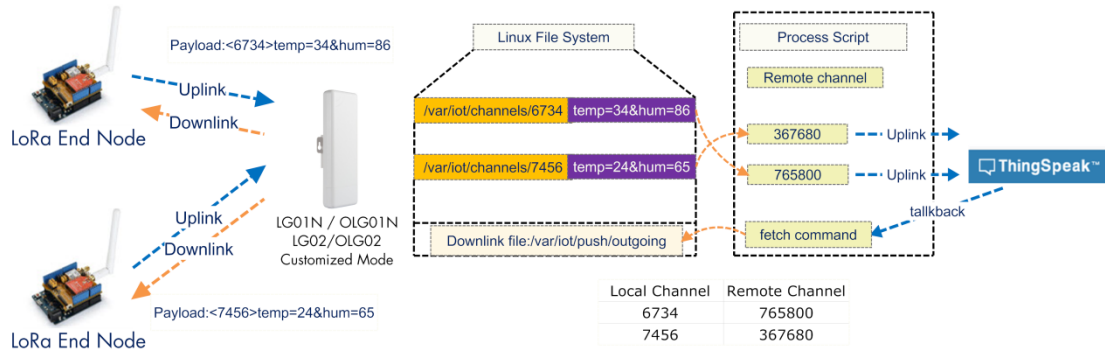 Payload:<6734>temp=34&hum=86
Uplink
Downlink
LoRa End Node
Uplink
Downlink
Payload:<7456>temp=24&hum=65
LoRa End Node
LG01N / OLG01N
LG02/OLG02
Customized Mode
Linux File System
/var/iot/channels/6734 temp=34&hum=86
/var/iot/channels/7456 temp=24&hum=65
Downlink file:/var/iot/push/outgoing
Process Script
Remote channel
367680 Uplink
765800 Uplink
ThingSpeak™
tallkback
fetch command
Local Channel Remote Channel
6734 765800
7456 367680